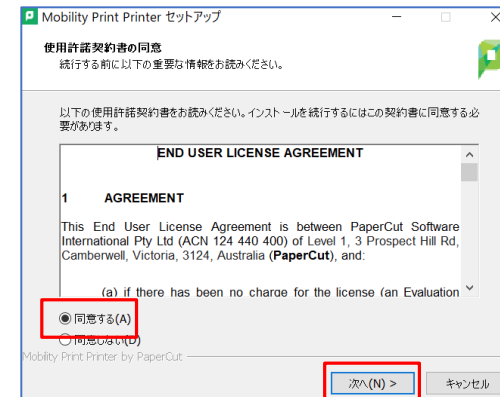 Mobility Print Printer セットアップ
使用許諾契約書の同意
続行する前に以下の重要な情報をお読みください。
以下の使用許諾契約書をお読みください。インストールを続行するにはこの契約書に同意する必
要があります。
END USER LICENSE AGREEMENT
1 AGREEMENT
This End User License Agreement is between PaperCut Software
International Pty Ltd (ACN 124 440 400) of Level 1, 3 Prospect Hill Rd,
Camberwell, Victoria, 3124, Australia (PaperCut), and:
(a) if there has been no charge for the license (an Evaluation
同意する(A)
同意しない(D)
Mobility Print Printer by PaperCut
次へ(N) >
キャンセル